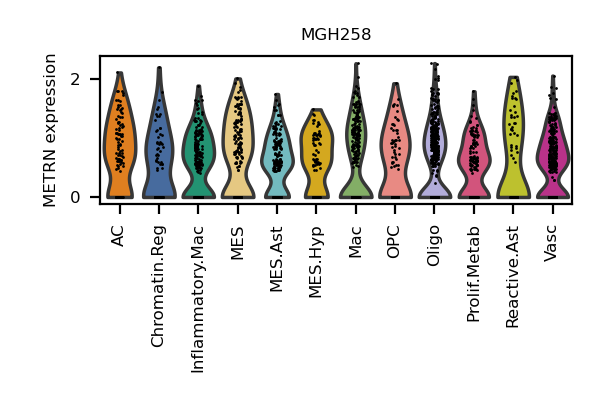 MGH258
METRN expression
2
0
AC
Chromatin.Reg
Inflammatory.Mac
MES
MES.Ast
MES.Hyp
Mac
OPC
Oligo
Prolif.Metab
Reactive.Ast
Vasc